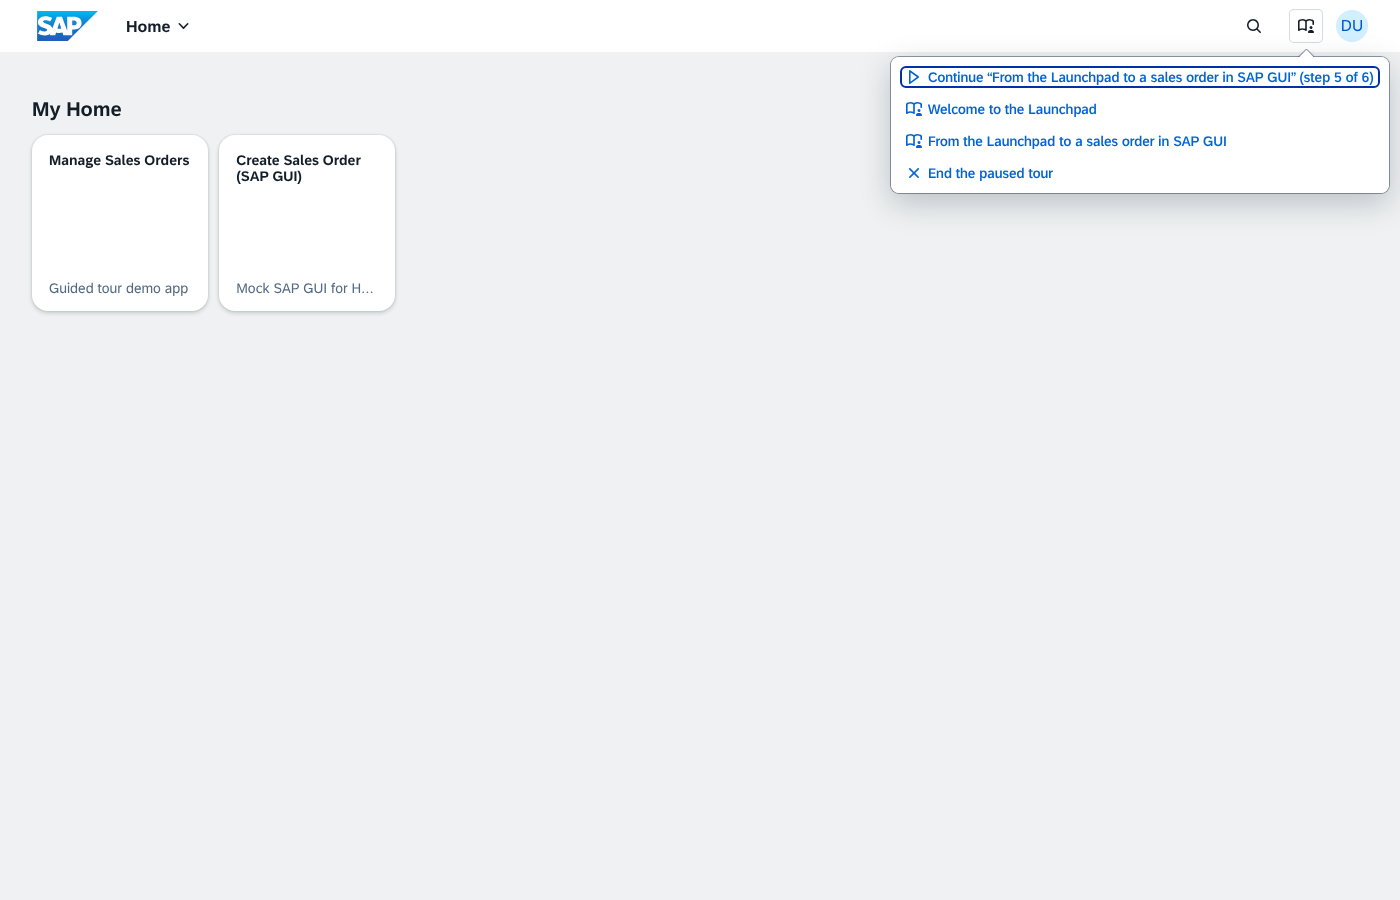 SAP
Home
DU
Continue “From the Launchpad to a sales order in SAP GUI” (step 5 of 6)
Welcome to the Launchpad
From the Launchpad to a sales order in SAP GUI
End the paused tour
My Home
Manage Sales Orders
Guided tour demo app
Create Sales Order
(SAP GUI)
Mock SAP GUI for H...